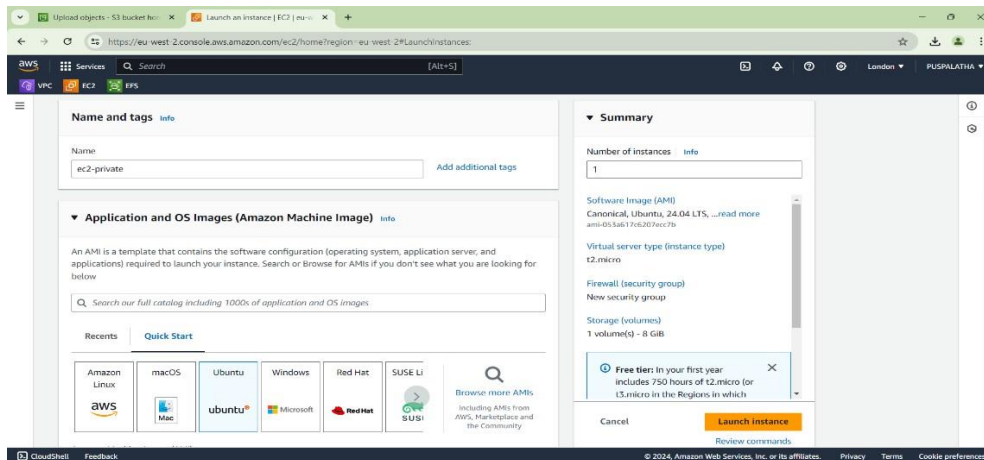 Upload objects - S3 bucket hor
Launch an instance | EC2 | eu-w
https://eu-west-2.console.aws.amazon.com/ec2/home?region=eu-west-2#LaunchInstances:
aws
Services
Search
[Alt+S]
London
PUSPALATHA
VPC
EC2
EFS
Name and tags Info
Name
ec2-private
Add additional tags
Application and OS Images (Amazon Machine Image) Info
An AMI is a template that contains the software configuration (operating system, application server, and
applications) required to launch your instance. Search or Browse for AMIs if you don't see what you are looking for
below
Search our full catalog including 1000s of application and OS images
Recents
Quick Start
Amazon
Linux
aws
macOS
Mac
Ubuntu
ubuntu®
Windows
Microsoft
Red Hat
Red Hat
SUSE Li
SUS
Browse more AMIs
Including AMIs from
AWS, Marketplace and
the Community
Summary
Number of instances Info
1
Software Image (AMI)
Canonical, Ubuntu, 24.04 LTS, ...read more
ami-053a617c6207ecc7b
Virtual server type (instance type)
t2.micro
Firewall (security group)
New security group
Storage (volumes)
1 volume(s) - 8 GiB
Free tier: In your first year
includes 750 hours of t2.micro (or
t3.micro in the Regions in which
Cancel
Launch instance
Review commands
CloudShell
Feedback
© 2024, Amazon Web Services, Inc. or its affiliates.
Privacy
Terms
Cookie preferences